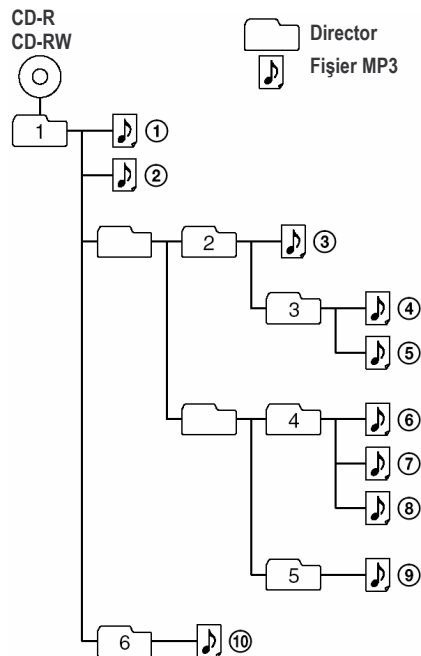 CD-R
CD-RW
Director
Fişier MP3
1 ①
②
2 ③
3 ④
⑤
4 ⑥
⑦
⑧
5 ⑨
6 ⑩